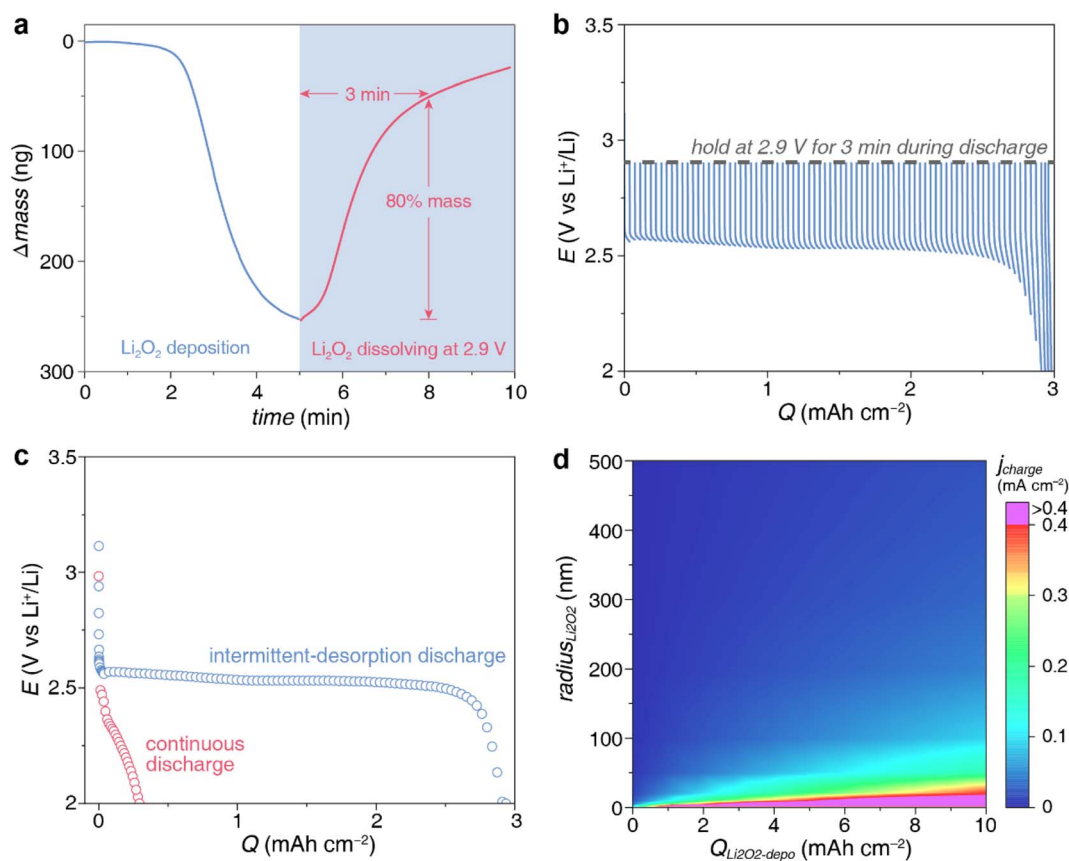 a
0
100
200
300
Δmass (ng)
3 min
80% mass
Li₂O₂ deposition
Li₂O₂ dissolving at 2.9 V
0 2 4 6 8 10
time (min)
b
3.5
3
2.5
2
E (V vs Li⁺/Li)
hold at 2.9 V for 3 min during discharge
0 1 2 3
Q (mAh cm⁻²)
c
3.5
3
2.5
2
E (V vs Li⁺/Li)
intermittent-desorption discharge
continuous
discharge
0 1 2 3
Q (mAh cm⁻²)
d
500
400
300
200
100
0
radius_Li2O2 (nm)
0 2 4 6 8 10
Q_Li2O2-depo (mAh cm⁻²)
j_charge
(mA cm⁻²)
>0.4
0.4
0.3
0.2
0.1
0